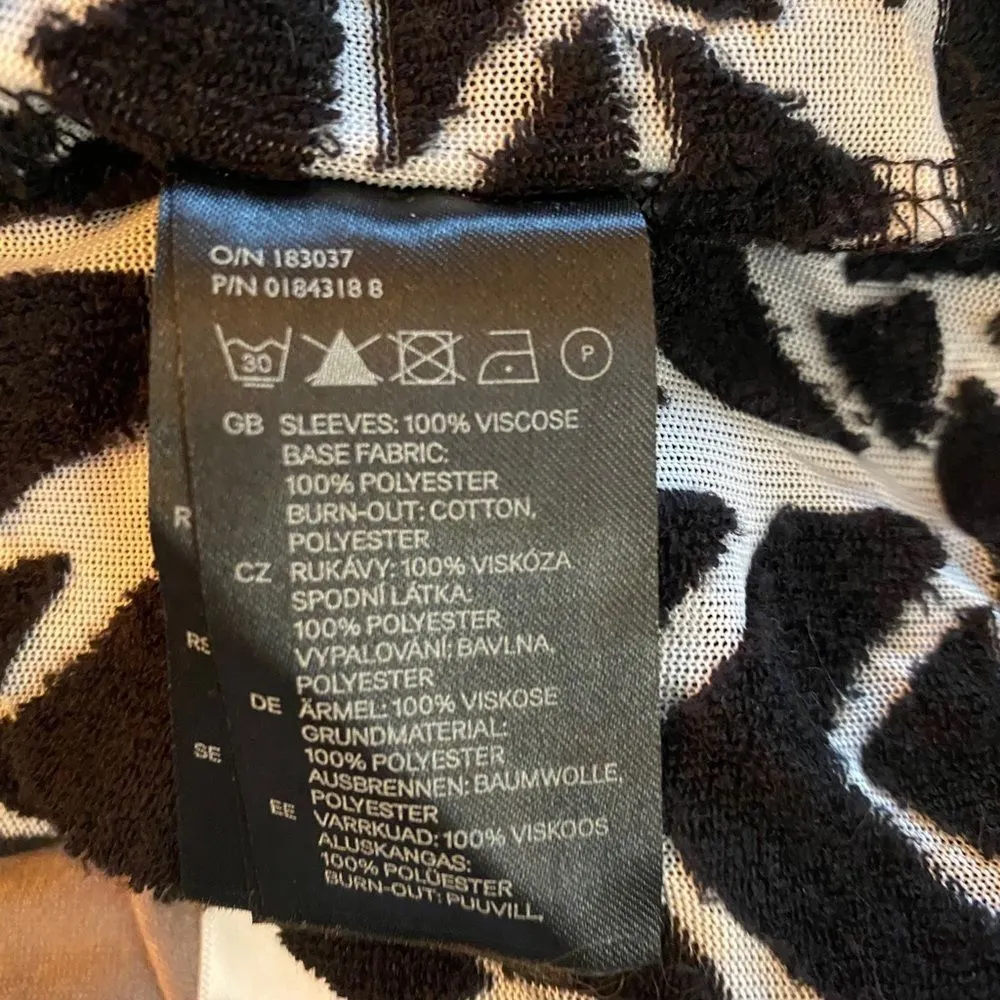 O/N 183037
P/N 0184318 8
30 P
GB SLEEVES: 100% VISCOSE
BASE FABRIC:
100% POLYESTER
BURN-OUT: COTTON,
R
POLYESTER
CZ RUKÁVY: 100% VISKÓZA
SPODNÍ LÁTKA:
100% POLYESTER
VYPALOVÁNÍ: BAVLNA,
RS
POLYESTER
DE ÄRMEL: 100% VISKOSE
GRUNDMATERIAL:
SE
100% POLYESTER
AUSBRENNEN: BAUMWOLLE,
POLYESTER
EE VARRKUAD: 100% VISKOOS
ALUSKANGAS:
100% POLÜESTER
BURN-OUT: PUUVILL,